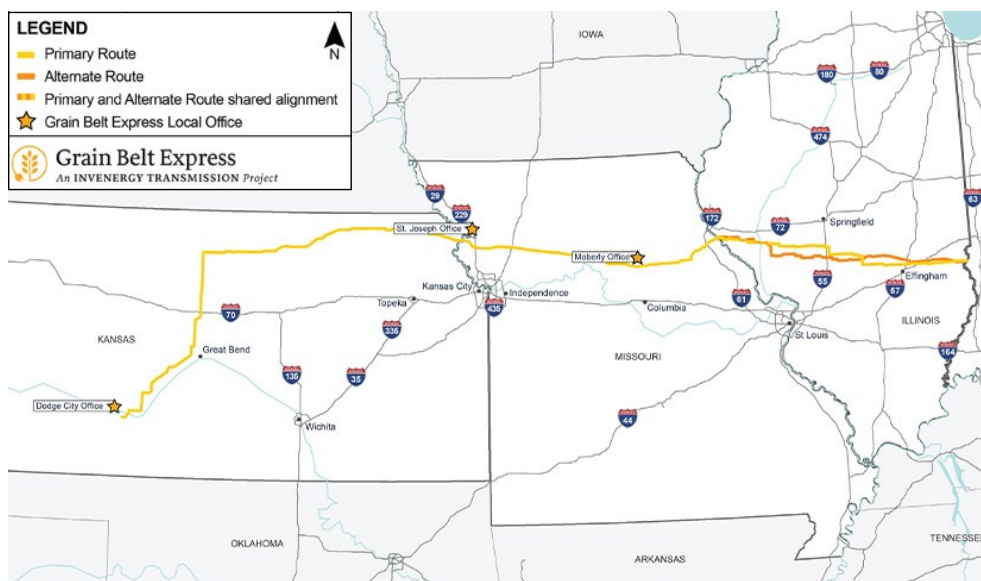 LEGEND
Primary Route
Alternate Route
Primary and Alternate Route shared alignment
Grain Belt Express Local Office
N
Grain Belt Express
An INVENERGY TRANSMISSION Project
IOWA
180
80
474
29
229
172
72
Springfield
63
St. Joseph Office
Moberly Office
Effingham
55
57
Kansas City
Independence
61
Topeka
435
Columbia
70
335
ILLINOIS
KANSAS
St Louis
Great Bend
MISSOURI
164
135
35
Dodge City Office
44
Wichita
OKLAHOMA
ARKANSAS
TENNESSEE